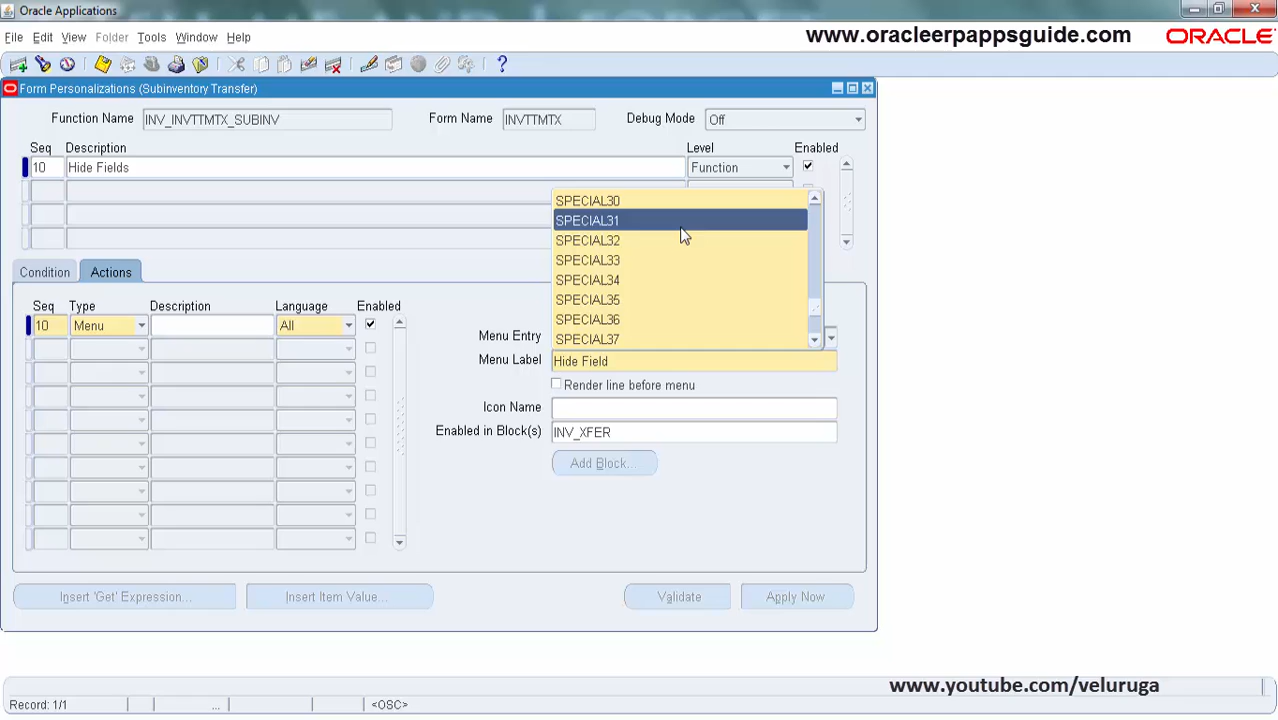 Oracle Applications
File Edit View Folder Tools Window Help
www.oracleerpappsguide.com
ORACLE
Form Personalizations (Subinventory Transfer)
Function Name INV_INVTTMTX_SUBINV Form Name INVTTMTX Debug Mode Off
Seq Description Level Enabled
10 Hide Fields Function
SPECIAL30
SPECIAL31
SPECIAL32
SPECIAL33
SPECIAL34
SPECIAL35
SPECIAL36
SPECIAL37
Condition Actions
Seq Type Description Language Enabled
10 Menu All
Menu Entry
Menu Label Hide Field
Render line before menu
Icon Name
Enabled in Block(s) INV_XFER
Add Block...
Insert 'Get' Expression... Insert Item Value... Validate Apply Now
www.youtube.com/veluruga
Record: 1/1 ... <OSC>